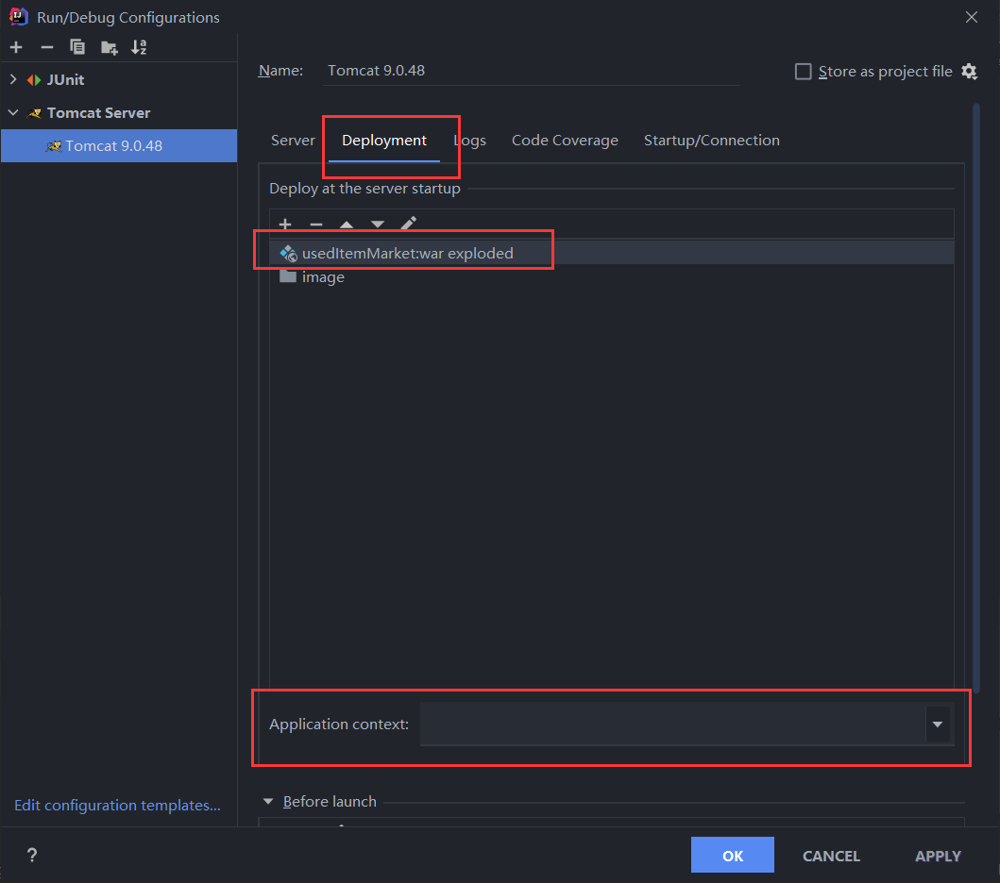 Run/Debug Configurations
JUnit
Tomcat Server
Tomcat 9.0.48
Edit configuration templates...
Name: Tomcat 9.0.48
Store as project file
Server Deployment Logs Code Coverage Startup/Connection
Deploy at the server startup
usedItemMarket:war exploded
image
Application context:
Before launch
? OK CANCEL APPLY